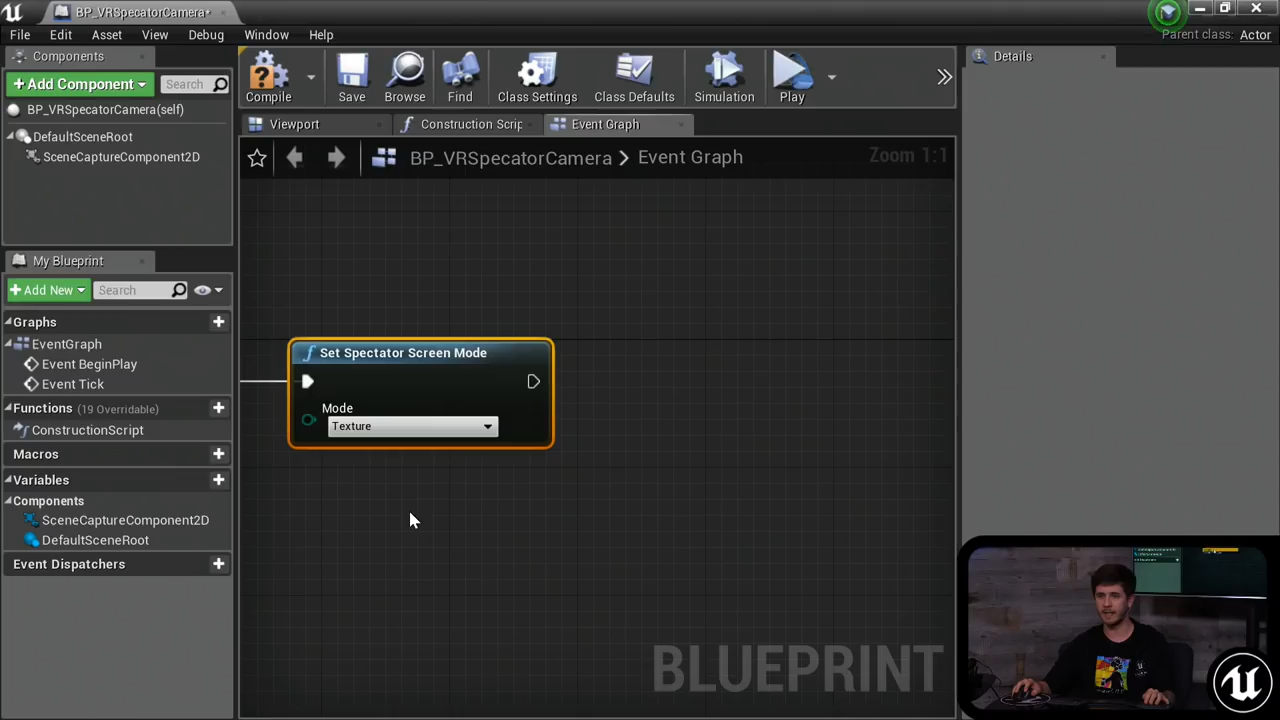 BP_VRSpecatorCamera*
File Edit Asset View Debug Window Help
Parent class: Actor
Components
Details
+ Add Component
Search
Compile
Save
Browse
Find
Class Settings
Class Defaults
Simulation
Play
BP_VRSpecatorCamera(self)
DefaultSceneRoot
SceneCaptureComponent2D
Viewport
Construction Scrip
Event Graph
BP_VRSpecatorCamera > Event Graph
Zoom 1:1
My Blueprint
+ Add New
Search
Graphs
EventGraph
Event BeginPlay
Event Tick
Functions (19 Overridable)
ConstructionScript
Macros
Variables
Components
SceneCaptureComponent2D
DefaultSceneRoot
Event Dispatchers
f Set Spectator Screen Mode
Mode
Texture
BLUEPRINT